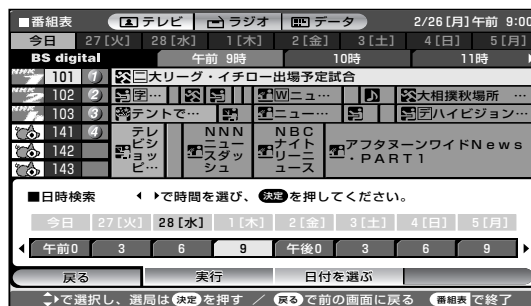 ■番組表 テレビ ラジオ データ 2/26 [月] 午前 9:00
今日 27[火] 28[水] 1[木] 2[金] 3[土] 4[日] 5[月]
BS digital 午前 9時 10時 11時
NHK 101 1 大リーグ・イチロー出場予定試合
NHK 102 2 字… Wニュ… 大相撲秋場所 …
NHK 103 3 テントで… ニュー… ハイビジョン…
141 4 テレビショッピ… NNNニュースダッシュ NBCナイトリーニュース アフタヌーンワイドNews・PART1
142
143
■日時検索 で時間を選び、決定を押してください。
今日 27[火] 28[水] 1[木] 2[金] 3[土] 4[日] 5[月]
午前0 3 6 9 午後0 3 6 9
戻る 実行 日付を選ぶ
で選択し、選局は決定を押す / 戻るで前の画面に戻る 番組表で終了